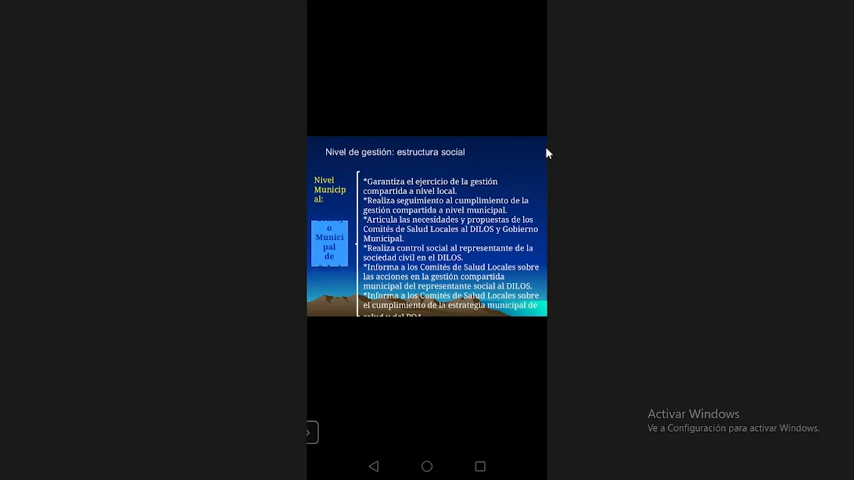 Nivel de gestión: estructura social
Nivel
Municip
al:
o
Munici
pal
de
*Garantiza el ejercicio de la gestión
compartida a nivel local.
*Realiza seguimiento al cumplimiento de la
gestión compartida a nivel municipal.
*Articula las necesidades y propuestas de los
Comités de Salud Locales al DILOS y Gobierno
Municipal.
*Realiza control social al representante de la
sociedad civil en el DILOS.
*Informa a los Comités de Salud Locales sobre
las acciones en la gestión compartida
municipal del representante social al DILOS.
*Informa a los Comités de Salud Locales sobre
el cumplimiento de la estrategia municipal de
salud y del POA
Activar Windows
Ve a Configuración para activar Windows.